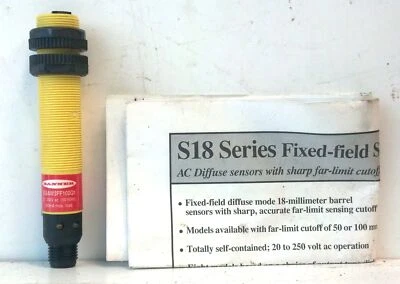 BANNER
S18 Series Fixed-field S
AC Diffuse sensors with sharp far-limit cutoff
• Fixed-field diffuse mode 18-millimeter barrel
sensors with sharp, accurate far-limit sensing cutoff
• Models available with far-limit cutoff of 50 or 100 mm
• Totally self-contained; 20 to 250 volt ac operation